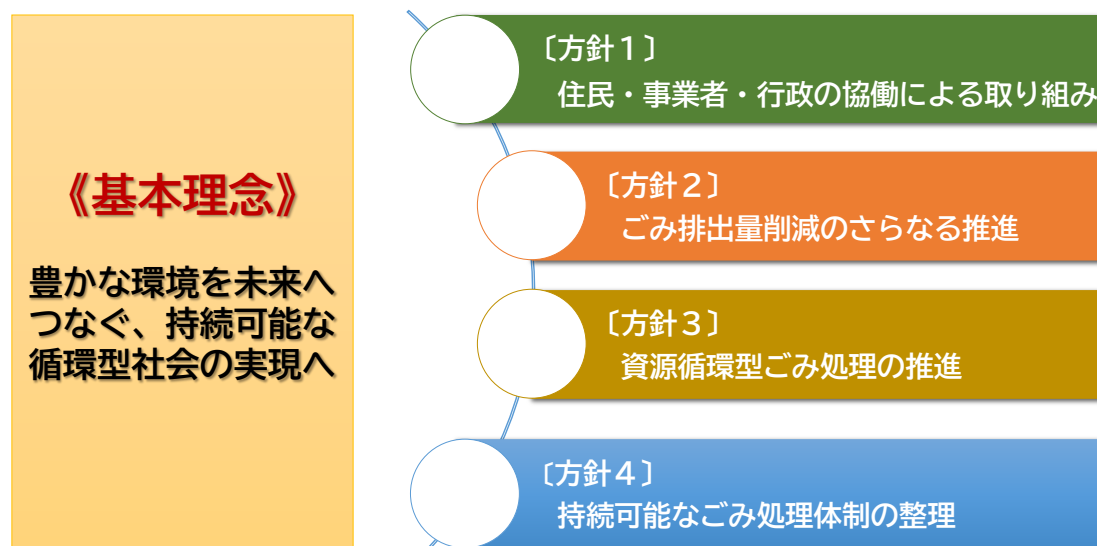 《基本理念》
豊かな環境を未来へ
つなぐ、持続可能な
循環型社会の実現へ
〔方針１〕
住民・事業者・行政の協働による取り組み
〔方針２〕
ごみ排出量削減のさらなる推進
〔方針３〕
資源循環型ごみ処理の推進
〔方針４〕
持続可能なごみ処理体制の整理